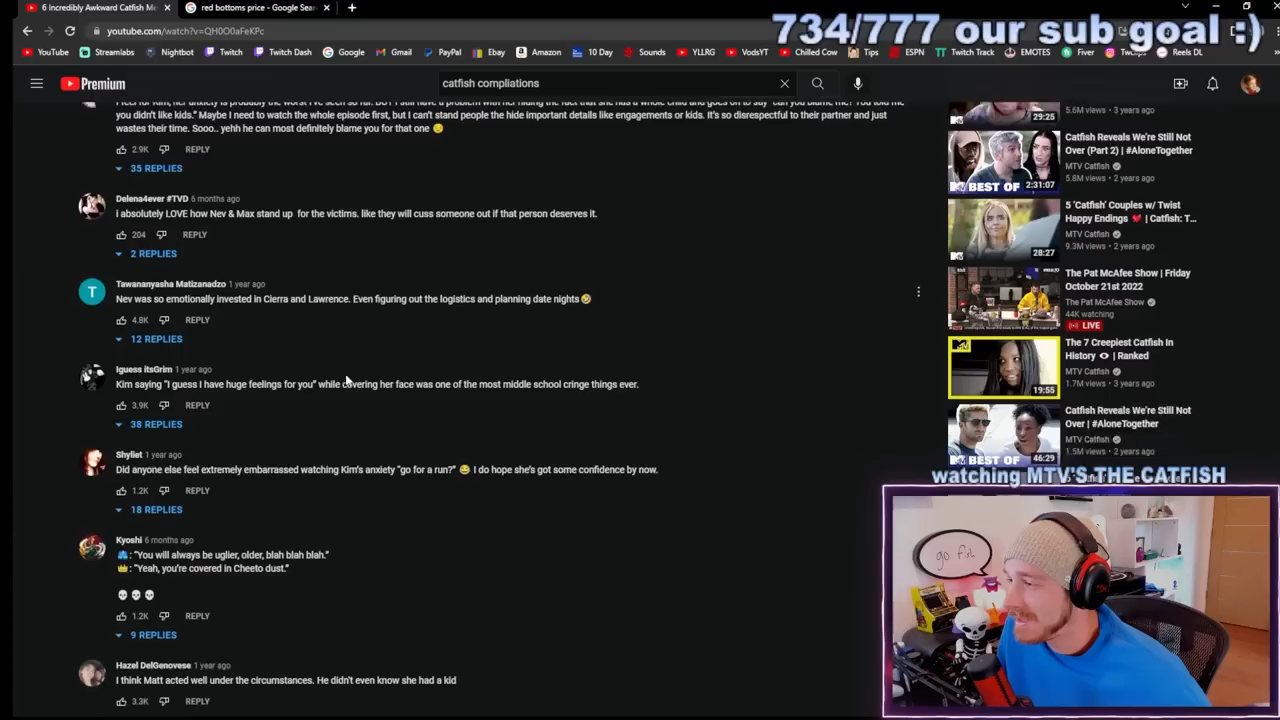 6 Incredibly Awkward Catfish Me
red bottoms price - Google Sear
734/777 our sub goal :)
youtube.com/watch?v=QH0O0aFeKPc
YouTube Streamlabs Nightbot Twitch Twitch Dash Google Gmail PayPal Ebay Amazon 10 Day Sounds YLLRG VodsYT Chilled Cow Tips ESPN Twitch Track EMOTES Fiver Twclips Reels DL
Premium
catfish compliations
you didn't like kids." Maybe I need to watch the whole episode first, but I can't stand people the hide important details like engagements or kids. It's so disrespectful to their partner and just
wastes their time. Sooo.. yehh he can most definitely blame you for that one
2.9K REPLY
35 REPLIES
Delena4ever #TVD 6 months ago
I absolutely LOVE how Nev & Max stand up for the victims. like they will cuss someone out if that person deserves it.
204 REPLY
2 REPLIES
T
Tawananyasha Matizanadzo 1 year ago
Nev was so emotionally invested in Cierra and Lawrence. Even figuring out the logistics and planning date nights 🤣
4.8K REPLY
12 REPLIES
Iguess itsGrim 1 year ago
Kim saying "I guess I have huge feelings for you" while covering her face was one of the most middle school cringe things ever.
3.9K REPLY
38 REPLIES
Shyliet 1 year ago
Did anyone else feel extremely embarrassed watching Kim's anxiety "go for a run?" 😂 I do hope she's got some confidence by now.
1.2K REPLY
18 REPLIES
Kyoshi 6 months ago
: "You will always be uglier, older, blah blah blah."
👑: "Yeah, you're covered in Cheeto dust."
💀 💀 💀
1.2K REPLY
9 REPLIES
Hazel DelGenovese 1 year ago
I think Matt acted well under the circumstances. He didn't even know she had a kid
3.3K REPLY
29:25
5.6M views • 3 years ago
BEST OF
2:31:07
Catfish Reveals We're Still Not
Over (Part 2) | #AloneTogether
MTV Catfish
5.8M views • 2 years ago
28:27
5 'Catfish' Couples w/ Twist
Happy Endings ❤️ | Catfish: T...
MTV Catfish
9.3M views • 2 years ago
The Pat McAfee Show | Friday
October 21st 2022
The Pat McAfee Show
44K watching
LIVE
19:55
The 7 Creepiest Catfish In
History 👁 | Ranked
MTV Catfish
1.7M views • 3 years ago
BEST OF
46:29
Catfish Reveals We're Still Not
Over | #AloneTogether
MTV Catfish
1.5M views • 2 years ago
watching MTV'S THE CATFISH
go fish